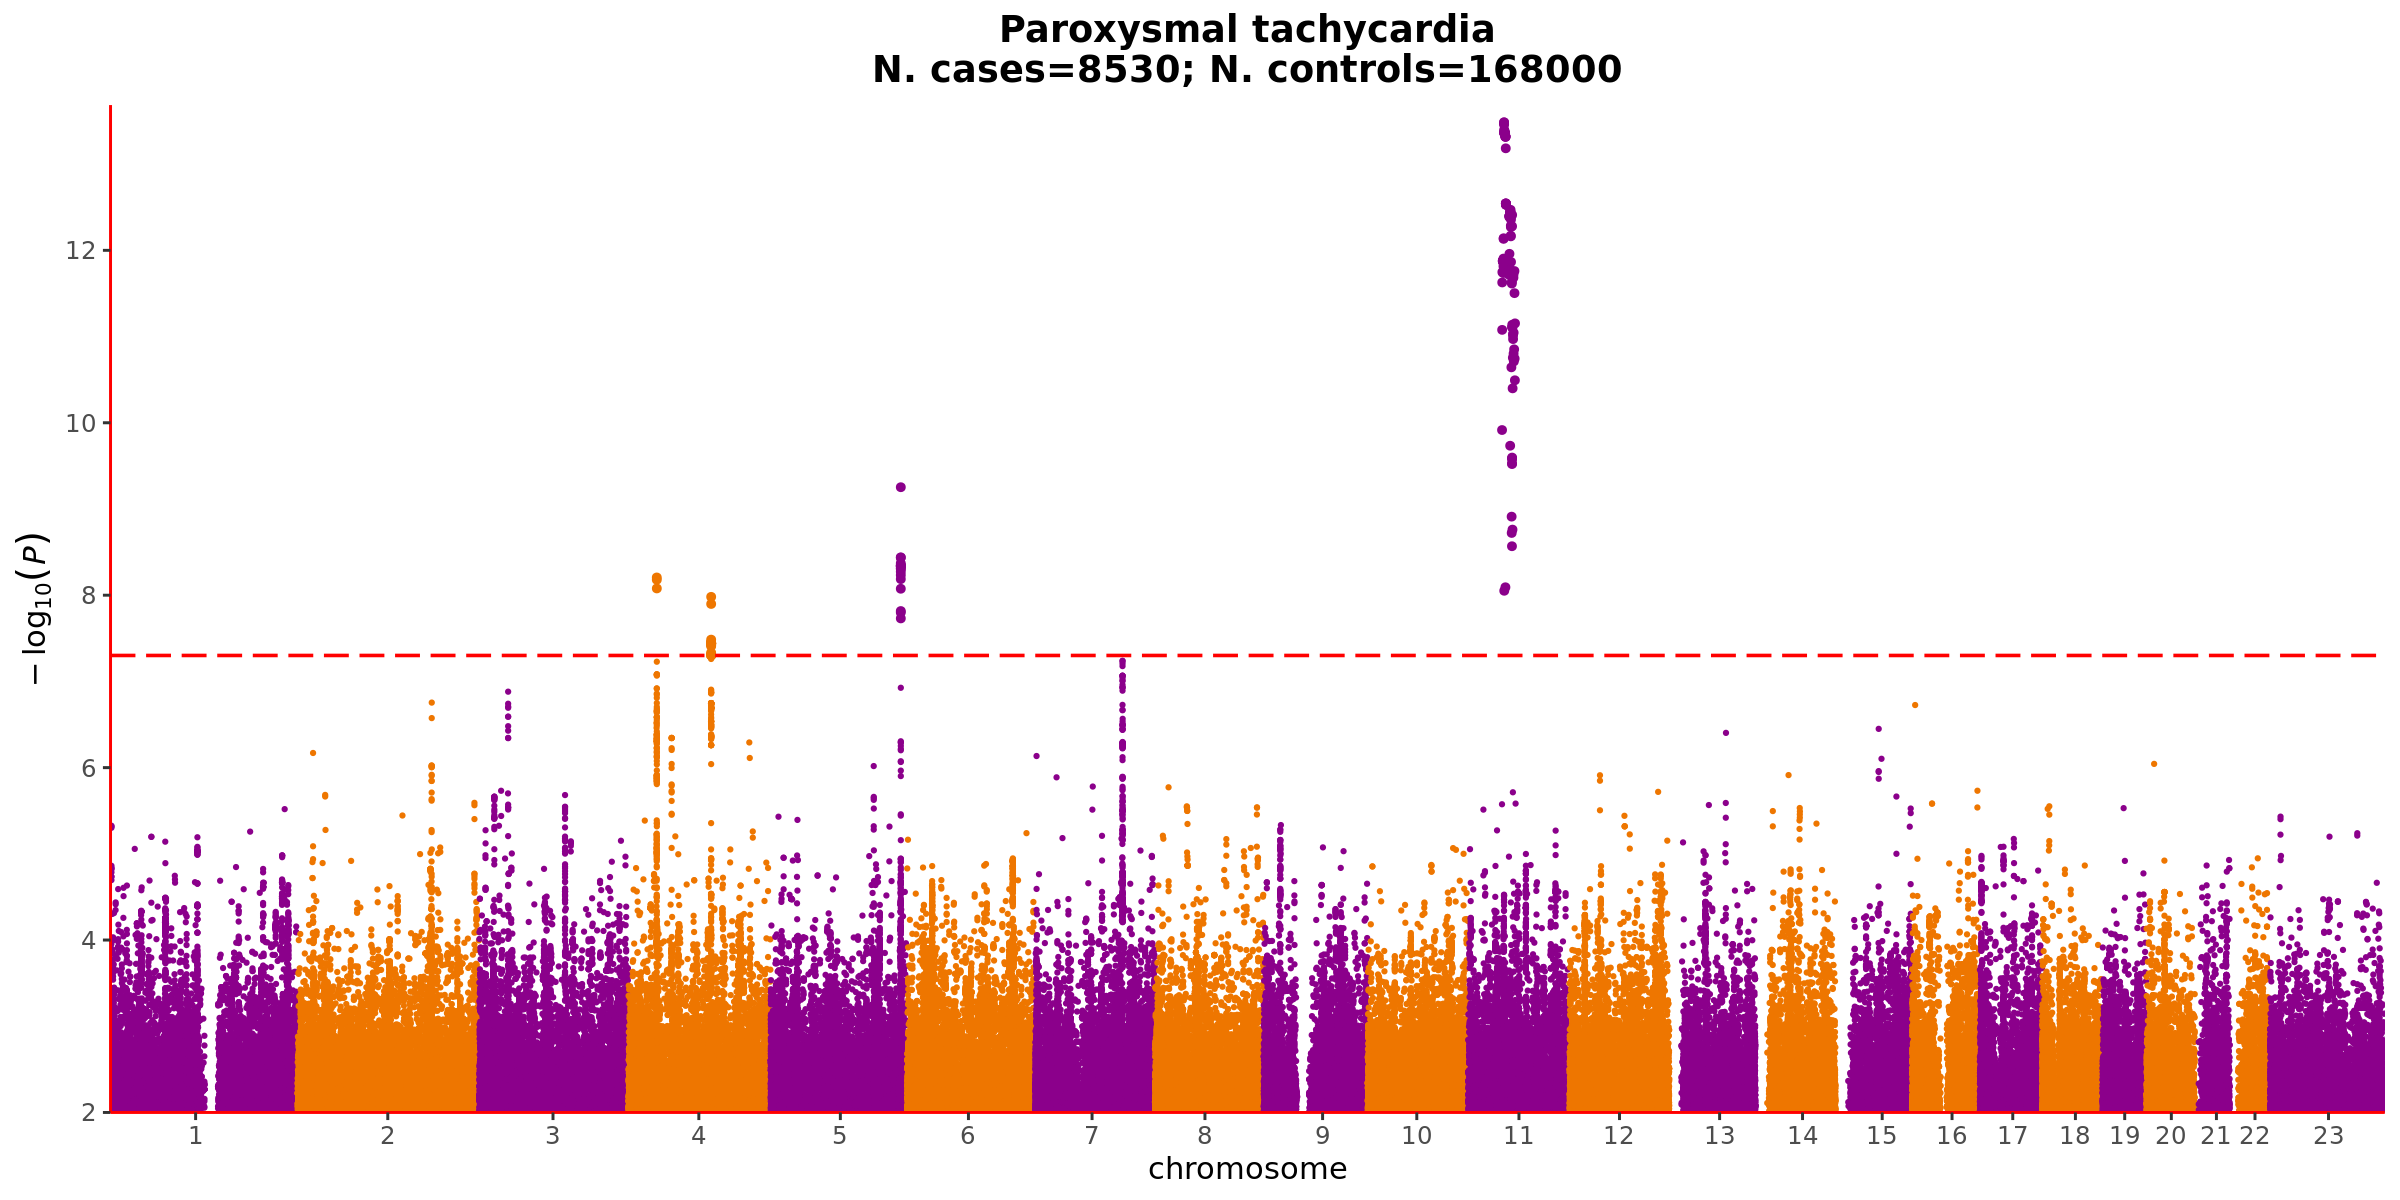 Paroxysmal tachycardia
N. cases=8530; N. controls=168000
12
10
8
6
4
2
− log₁₀(P)
1 2 3 4 5 6 7 8 9 10 11 12 13 14 15 16 17 18 19 20 21 22 23
chromosome